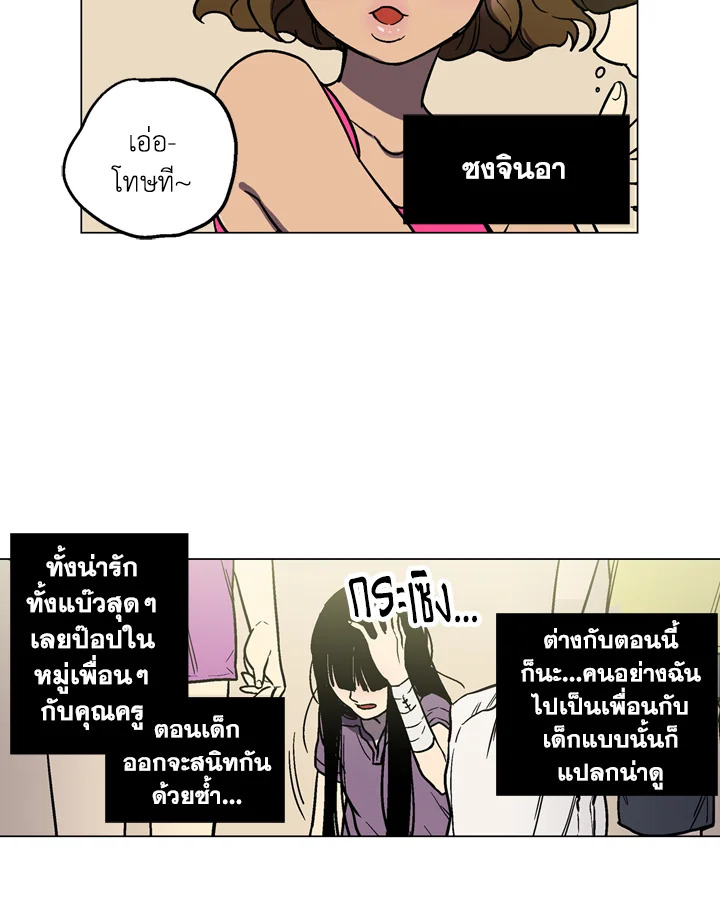 เอ่อ-
โทษที~
ซงจินอา
ทั้งน่ารัก
ทั้งแบ๊วสุดๆ
เลยป๊อปใน
หมู่เพื่อนๆ
กับคุณครู
ตอนเด็ก
ออกจะสนิทกัน
ด้วยซ้ำ...
กระเซิง...
ต่างกับตอนนี้
ก็นะ...คนอย่างฉัน
ไปเป็นเพื่อนกับ
เด็กแบบนั้นก็
แปลกน่าดู